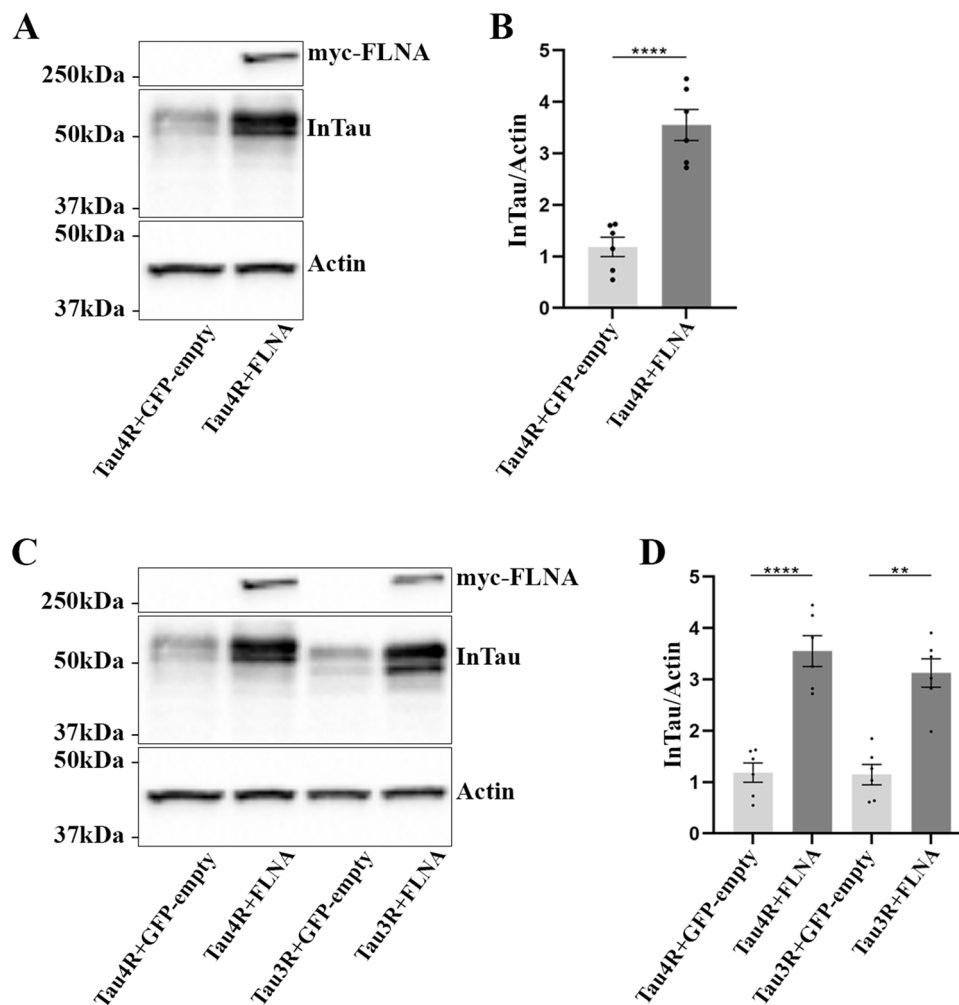 A
myc-FLNA
250kDa
InTau
50kDa
37kDa
50kDa
Actin
37kDa
Tau4R+GFP-empty
Tau4R+FLNA
B
5
4
3
2
1
0
InTau/Actin
****
Tau4R+GFP-empty
Tau4R+FLNA
C
myc-FLNA
250kDa
InTau
50kDa
37kDa
50kDa
Actin
37kDa
Tau4R+GFP-empty
Tau4R+FLNA
Tau3R+GFP-empty
Tau3R+FLNA
D
5
4
3
2
1
0
InTau/Actin
****
**
Tau4R+GFP-empty
Tau4R+FLNA
Tau3R+GFP-empty
Tau3R+FLNA